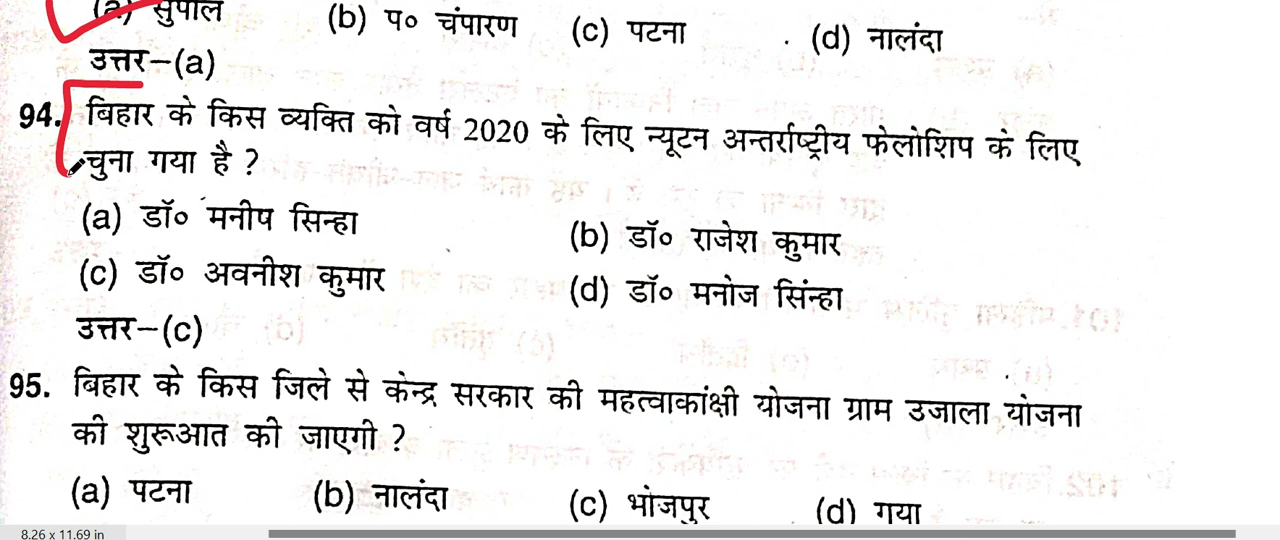 (a) सुपौल (b) प० चंपारण (c) पटना (d) नालंदा
उत्तर–(a)
94. बिहार के किस व्यक्ति को वर्ष 2020 के लिए न्यूटन अन्तर्राष्ट्रीय फेलोशिप के लिए
चुना गया है ?
(a) डॉ० मनीष सिन्हा (b) डॉ० राजेश कुमार
(c) डॉ० अवनीश कुमार (d) डॉ० मनोज सिंन्हा
उत्तर–(c)
95. बिहार के किस जिले से केन्द्र सरकार की महत्वाकांक्षी योजना ग्राम उजाला योजना
की शुरूआत की जाएगी ?
(a) पटना (b) नालंदा (c) भोजपुर (d) गया
8.26 x 11.69 in